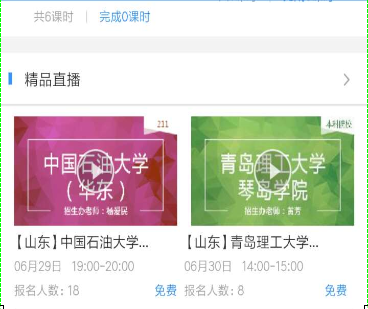 共6课时 | 完成0课时
精品直播
211
中国石油大学
（华东）
招生办老师：杨爱民
本科院校
青岛理工大学
琴岛学院
招生办老师：苗芳
【山东】中国石油大学...
06月29日 19:00-20:00
报名人数: 18 免费
【山东】青岛理工大学...
06月30日 14:00-15:00
报名人数: 8 免费